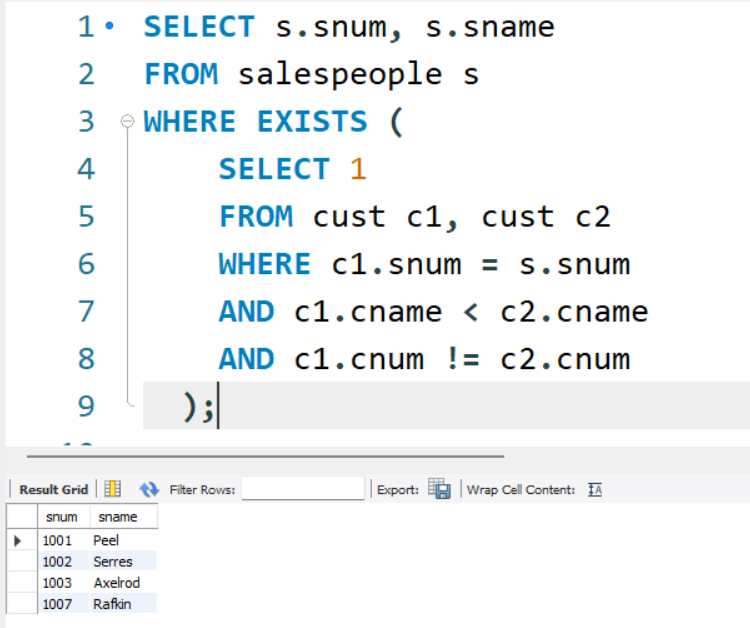 1 SELECT s.snum, s.sname
2 FROM salespeople s
3 WHERE EXISTS (
4 SELECT 1
5 FROM cust c1, cust c2
6 WHERE c1.snum = s.snum
7 AND c1.cname < c2.cname
8 AND c1.cnum != c2.cnum
9 );
Result Grid Filter Rows: Export: Wrap Cell Content:
snum sname
1001 Peel
1002 Serres
1003 Axelrod
1007 Rafkin